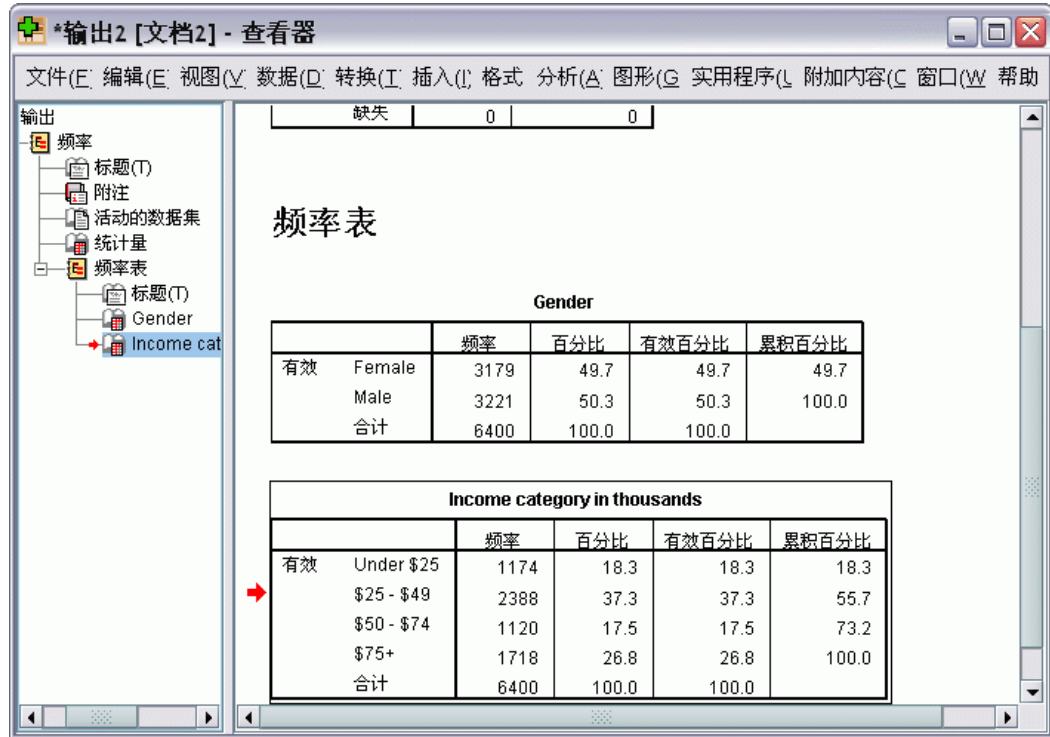 *输出2 [文档2] - 查看器
文件(F 编辑(E 视图(V 数据(D 转换(T 插入(I 格式 分析(A 图形(G 实用程序(U 附加内容(C 窗口(W 帮助
输出
频率
标题(T)
附注
活动的数据集
统计量
频率表
标题(T)
Gender
Income cat
缺失 0 0
频率表
Gender
频率 百分比 有效百分比 累积百分比
有效 Female 3179 49.7 49.7 49.7
Male 3221 50.3 50.3 100.0
合计 6400 100.0 100.0
Income category in thousands
频率 百分比 有效百分比 累积百分比
有效 Under $25 1174 18.3 18.3 18.3
$25 - $49 2388 37.3 37.3 55.7
$50 - $74 1120 17.5 17.5 73.2
$75+ 1718 26.8 26.8 100.0
合计 6400 100.0 100.0